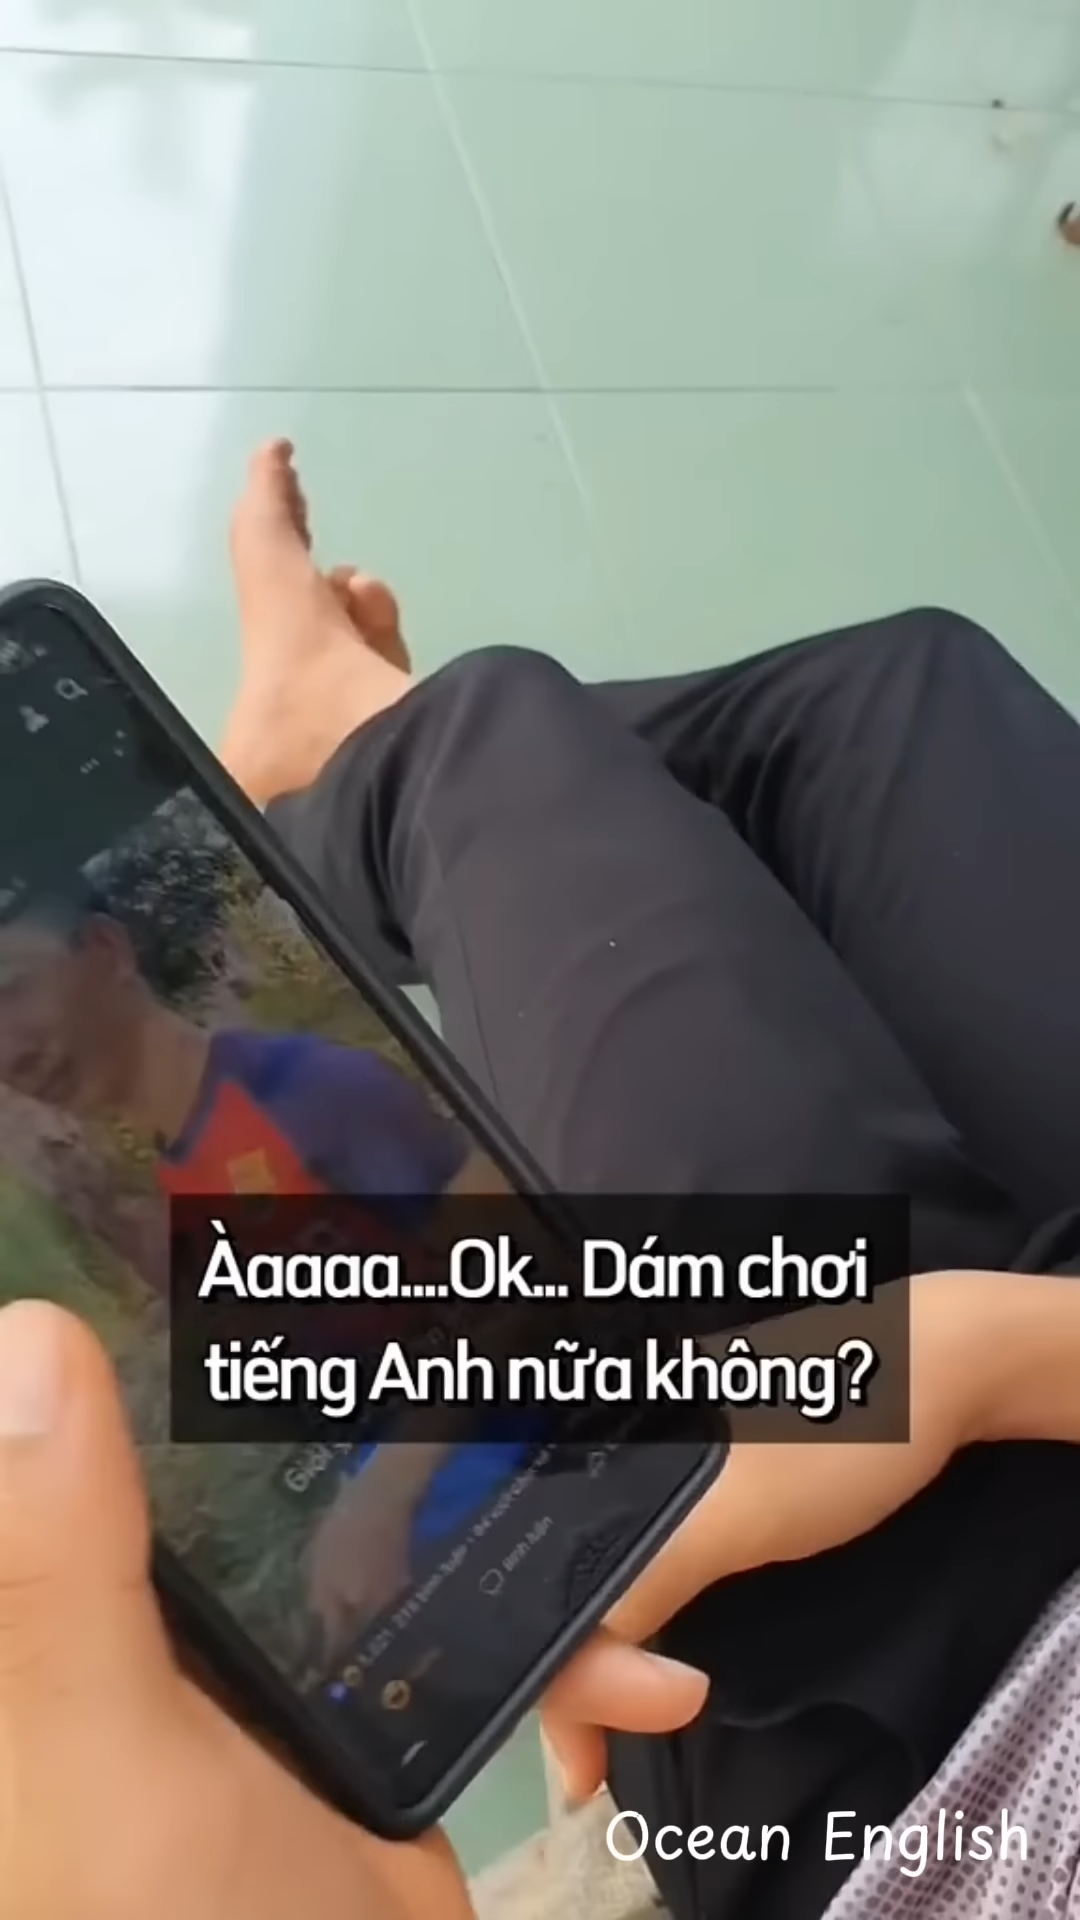 Àaaaa....Ok... Dám chơi
tiếng Anh nữa không?
Ocean English